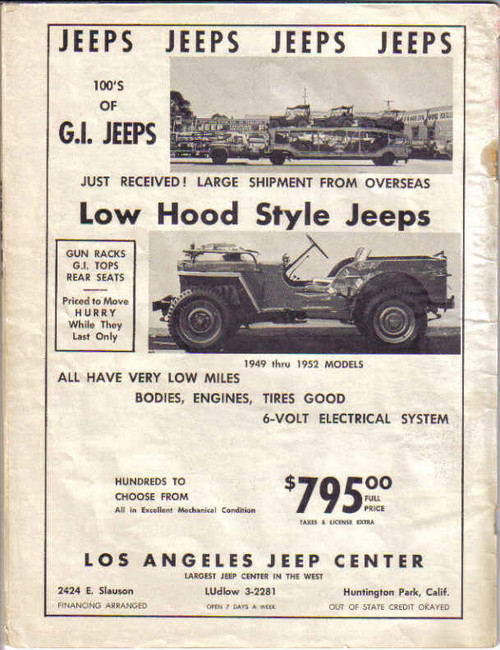 JEEPS JEEPS JEEPS JEEPS
100'S
OF
G.I. JEEPS
JUST RECEIVED! LARGE SHIPMENT FROM OVERSEAS
Low Hood Style Jeeps
GUN RACKS
G.I. TOPS
REAR SEATS
Priced to Move
HURRY
While They
Last Only
1949 thru 1952 MODELS
ALL HAVE VERY LOW MILES
BODIES, ENGINES, TIRES GOOD
6-VOLT ELECTRICAL SYSTEM
HUNDREDS TO
CHOOSE FROM
All in Excellent Mechanical Condition
$79500
FULL
PRICE
TAXES & LICENSE EXTRA
LOS ANGELES JEEP CENTER
LARGEST JEEP CENTER IN THE WEST
2424 E. Slauson LUdlow 3-2281 Huntington Park, Calif.
FINANCING ARRANGED OPEN 7 DAYS A WEEK OUT OF STATE CREDIT OKAYED